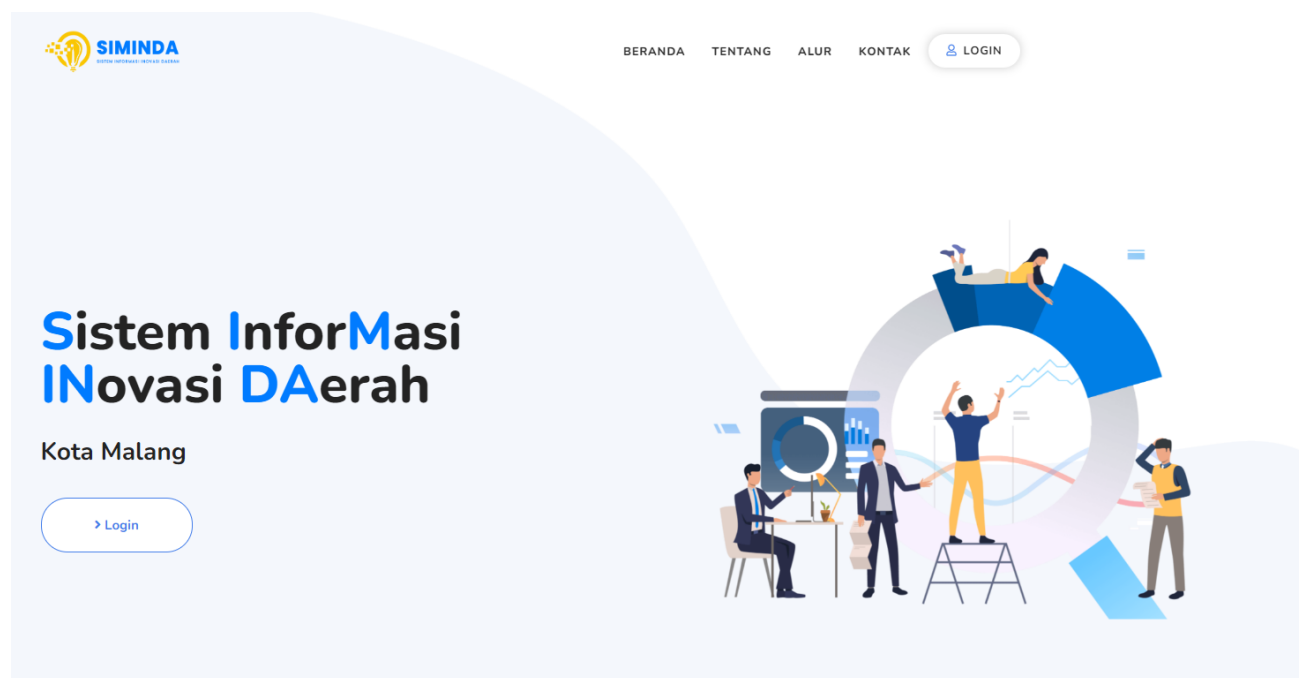 SIMINDA
SISTEM INFORMASI INOVASI DAERAH
BERANDA
TENTANG
ALUR
KONTAK
LOGIN
Sistem InforMasi
INovasi DAerah
Kota Malang
Login